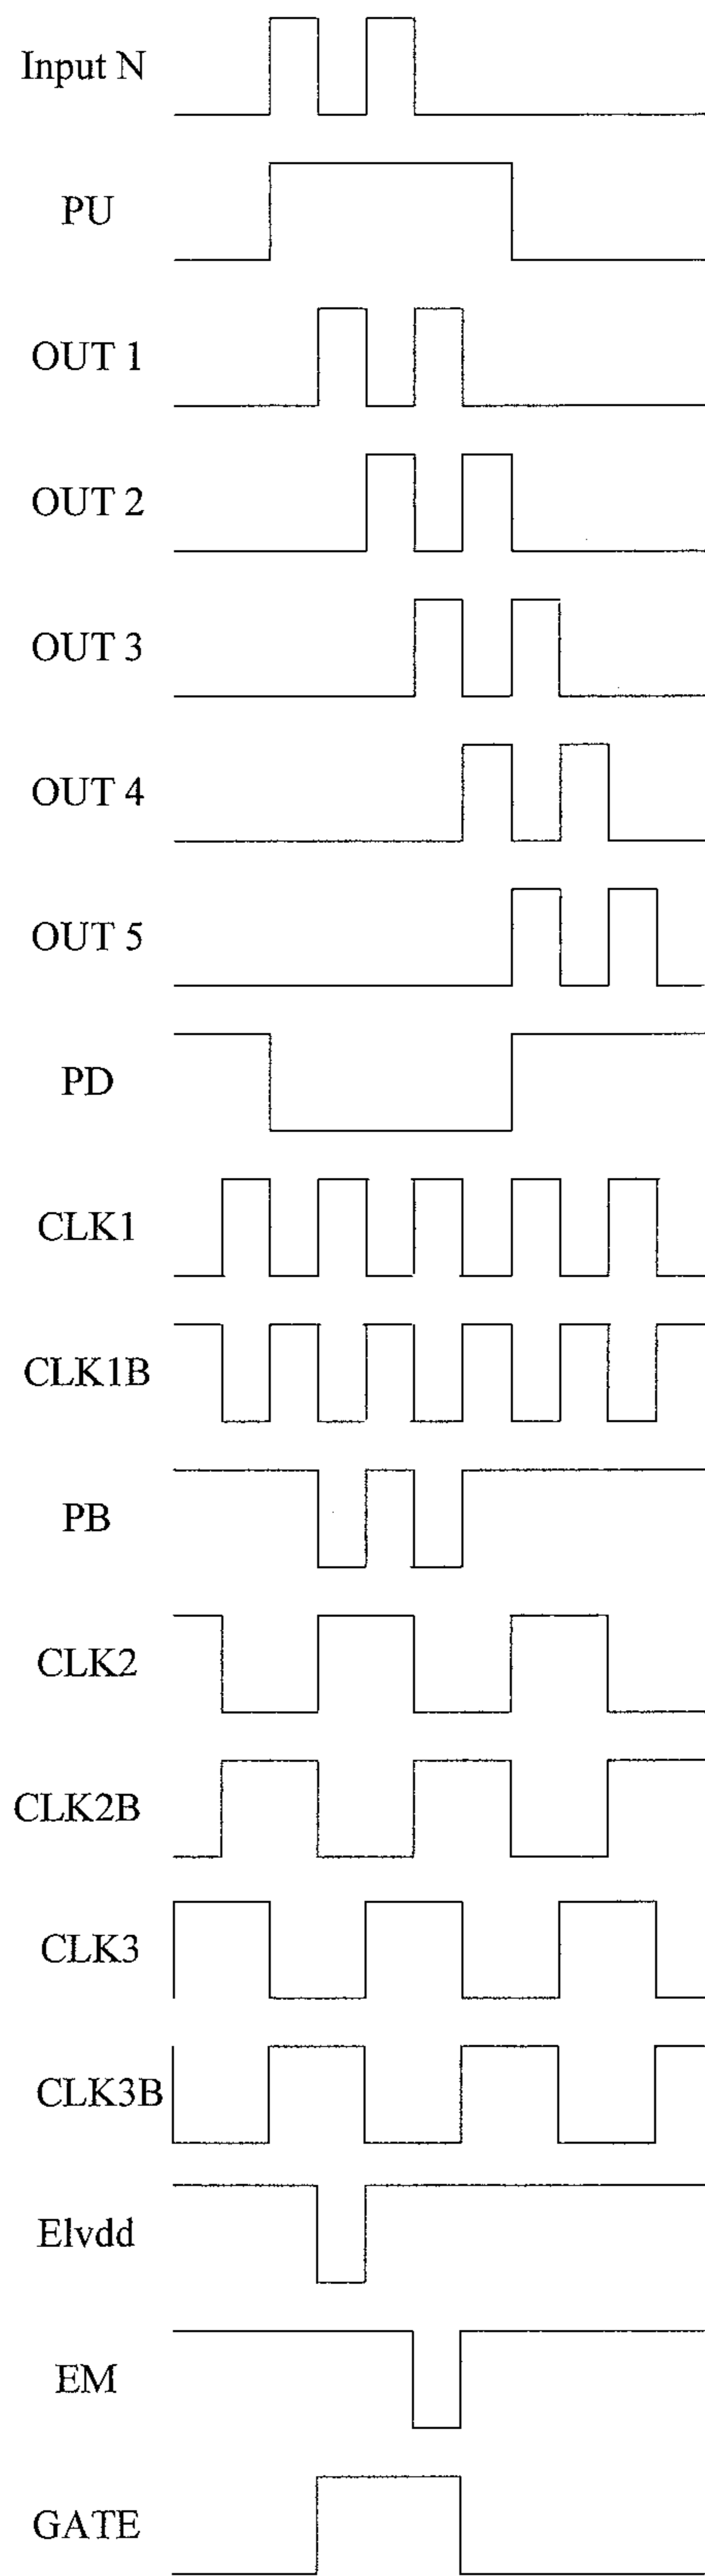 Input N
PU
OUT 1
OUT 2
OUT 3
OUT 4
OUT 5
PD
CLK1
CLK1B
PB
CLK2
CLK2B
CLK3
CLK3B
Elvdd
EM
GATE